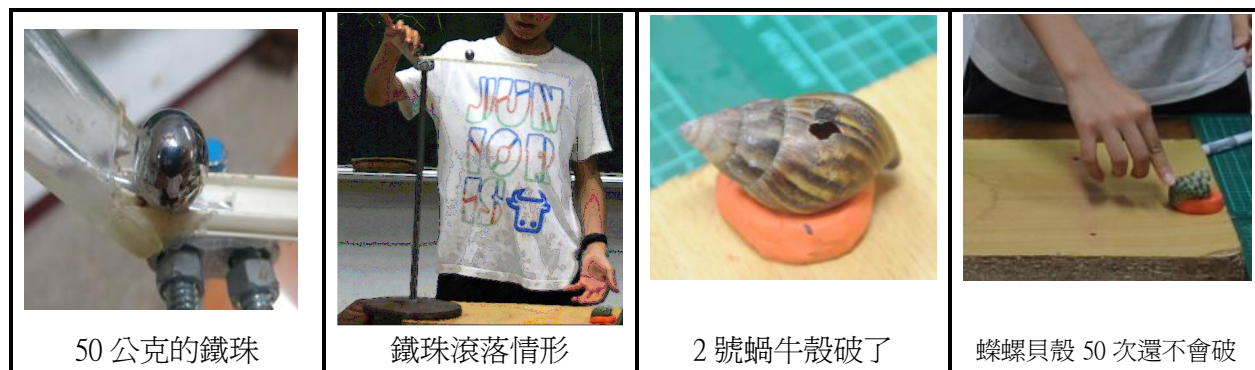 JUN
IOR
IS
50 公克的鐵珠
鐵珠滾落情形
2 號蝸牛殼破了
蠑螺貝殼 50 次還不會破